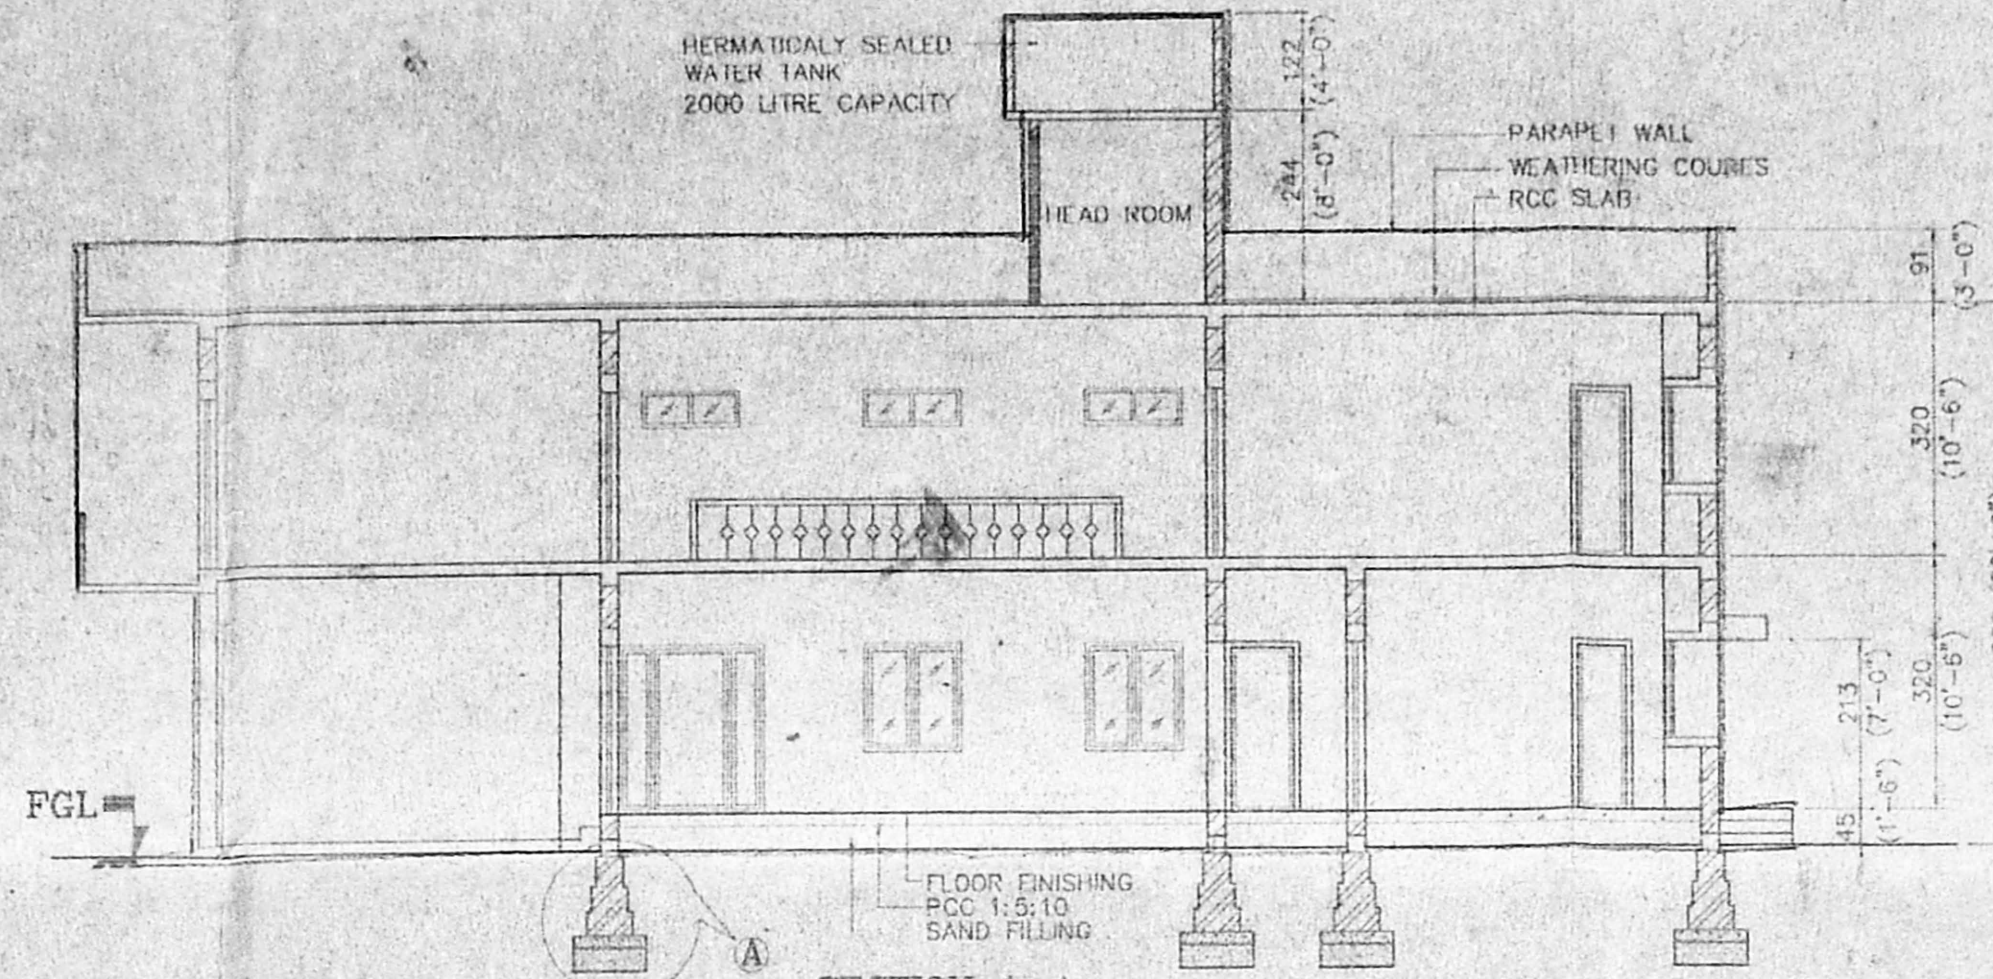 HERMATICALY SEALED
WATER TANK
2000 LITRE CAPACITY
122
(4'-0")
PARAPET WALL
WEATHERING COURES
RCC SLAB
244
(8'-0")
HEAD ROOM
91
(3'-0")
320
(10'-6")
213
(7'-0")
320
(10'-6")
FGL
45
(1'-6")
FLOOR FINISHING
PCC 1:5:10
SAND FILLING
A